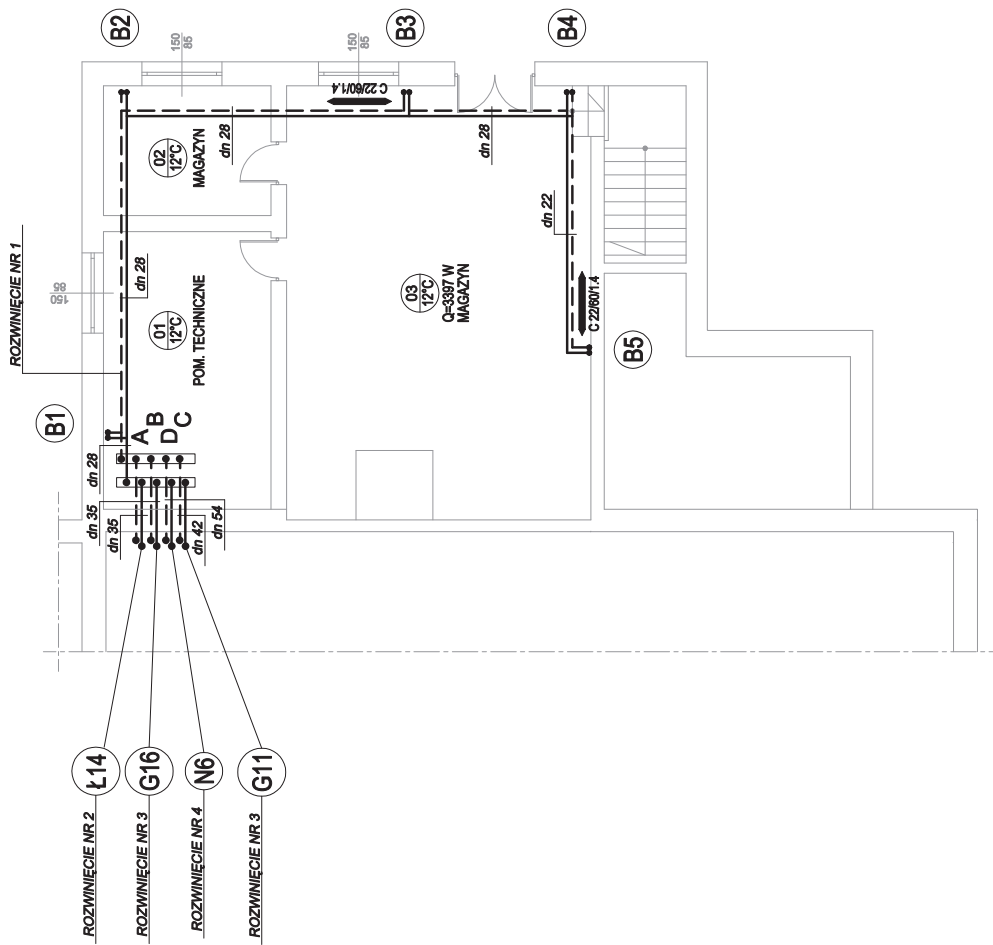 B2
B3
B4
150
85
150
85
C 22/60/1.4
dn 28
dn 28
02
12°C
MAGAZYN
ROZWINIĘCIE NR 1
dn 22
dn 28
150
85
03
12°C
Q=3397 W
MAGAZYN
C 22/60/1.4
01
12°C
POM. TECHNICZNE
B5
B1
A
B
D
C
dn 28
dn 35
dn 35
dn 42
dn 54
Ł14
G16
N6
G11
ROZWINIĘCIE NR 2
ROZWINIĘCIE NR 3
ROZWINIĘCIE NR 4
ROZWINIĘCIE NR 3